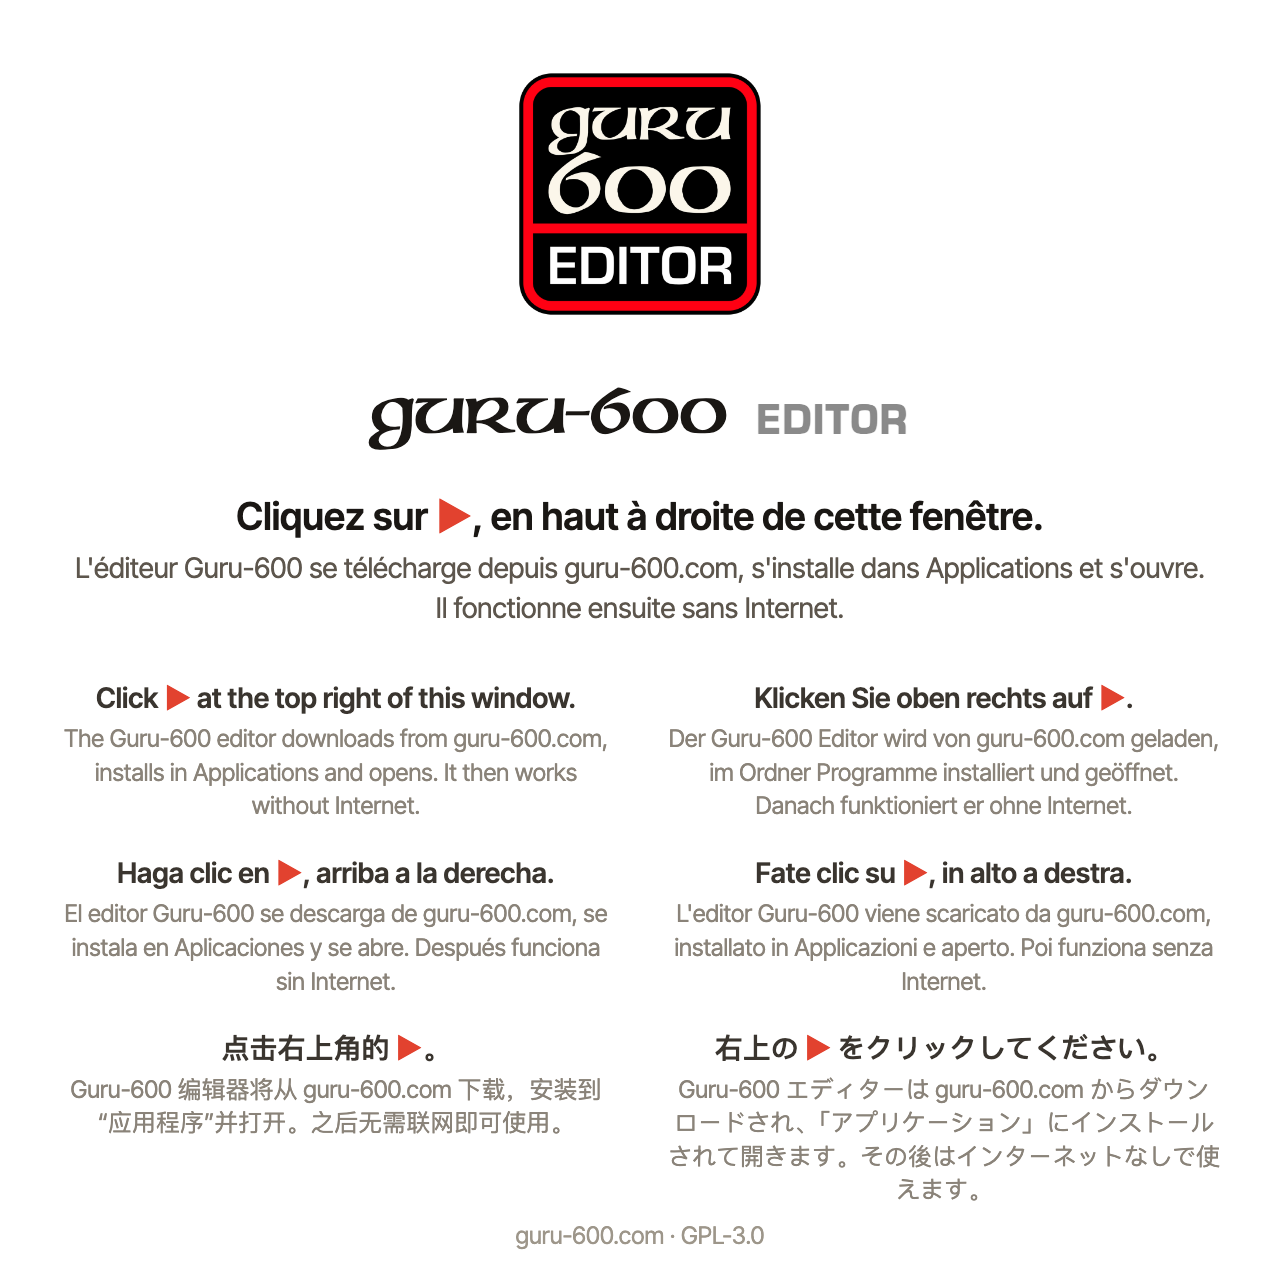 guru
600
EDITOR
guru-600 EDITOR
Cliquez sur ▶, en haut à droite de cette fenêtre.
L'éditeur Guru-600 se télécharge depuis guru-600.com, s'installe dans Applications et s'ouvre.
Il fonctionne ensuite sans Internet.
Click ▶ at the top right of this window.
The Guru-600 editor downloads from guru-600.com,
installs in Applications and opens. It then works
without Internet.
Klicken Sie oben rechts auf ▶.
Der Guru-600 Editor wird von guru-600.com geladen,
im Ordner Programme installiert und geöffnet.
Danach funktioniert er ohne Internet.
Haga clic en ▶, arriba a la derecha.
El editor Guru-600 se descarga de guru-600.com, se
instala en Aplicaciones y se abre. Después funciona
sin Internet.
Fate clic su ▶, in alto a destra.
L'editor Guru-600 viene scaricato da guru-600.com,
installato in Applicazioni e aperto. Poi funziona senza
Internet.
点击右上角的 ▶。
Guru-600 编辑器将从 guru-600.com 下载，安装到
“应用程序”并打开。之后无需联网即可使用。
右上の ▶ をクリックしてください。
Guru-600 エディターは guru-600.com からダウン
ロードされ、「アプリケーション」にインストール
されて開きます。その後はインターネットなしで使
えます。
guru-600.com · GPL-3.0